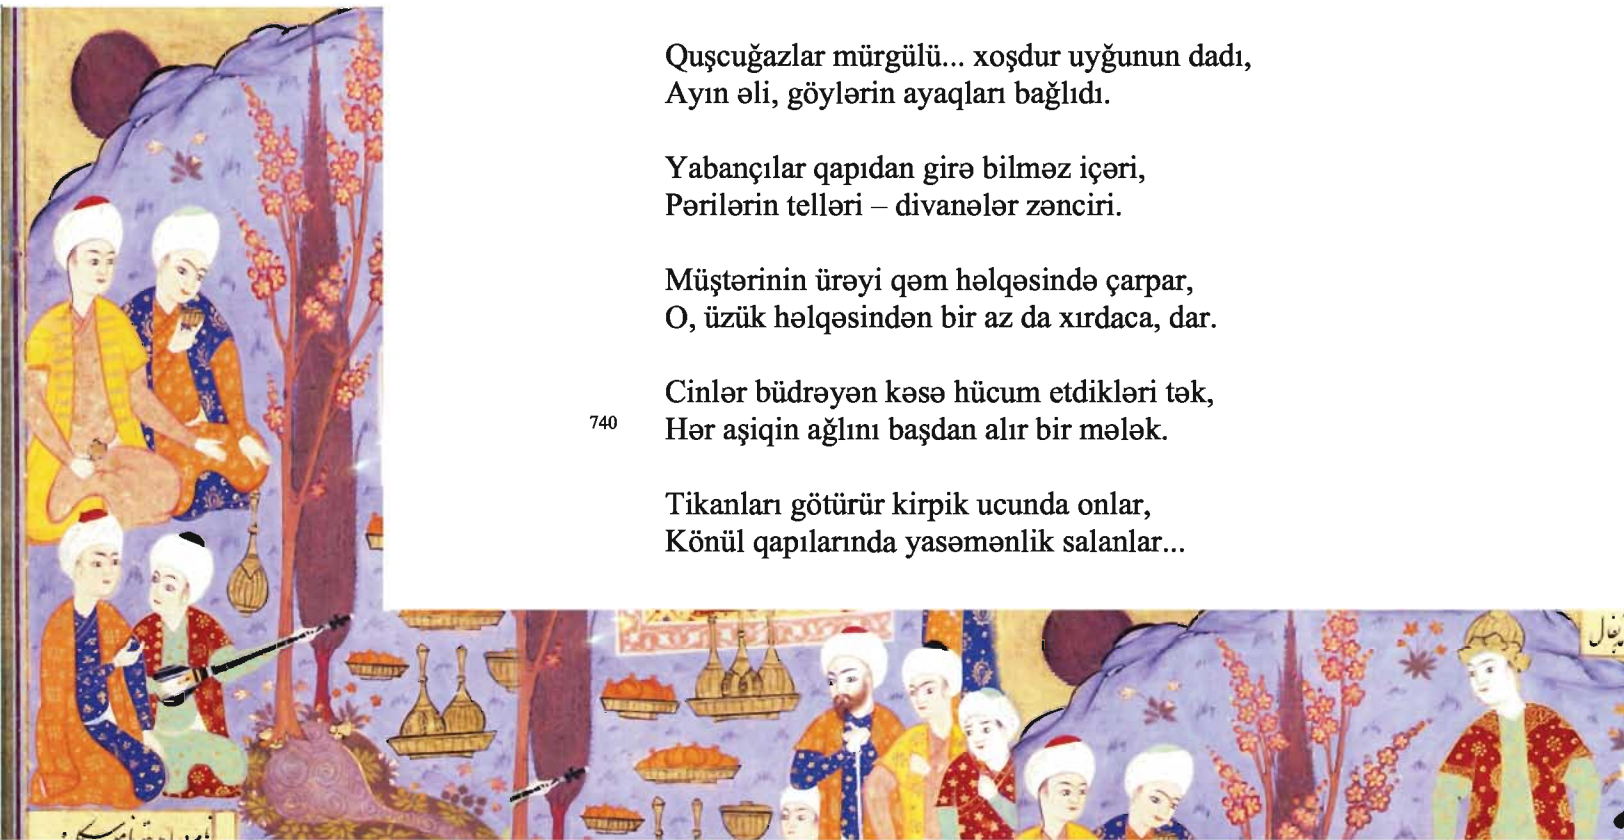 Quşcuğazlar mürgülü... xoşdur uyğunun dadı,
Ayın əli, göylərin ayaqları bağlıdı.
Yabançılar qapıdan girə bilməz içəri,
Pərilərin telləri – divanələr zənciri.
Müştərinin ürəyi qəm həlqəsində çarpar,
O, üzük həlqəsindən bir az da xırdaca, dar.
Cinlər büdrəyən kəsə hücum etdikləri tək,
740 Hər aşiqin ağlını başdan alır bir mələk.
Tikanları götürür kirpik ucunda onlar,
Könül qapılarında yasəmənlik salanlar...